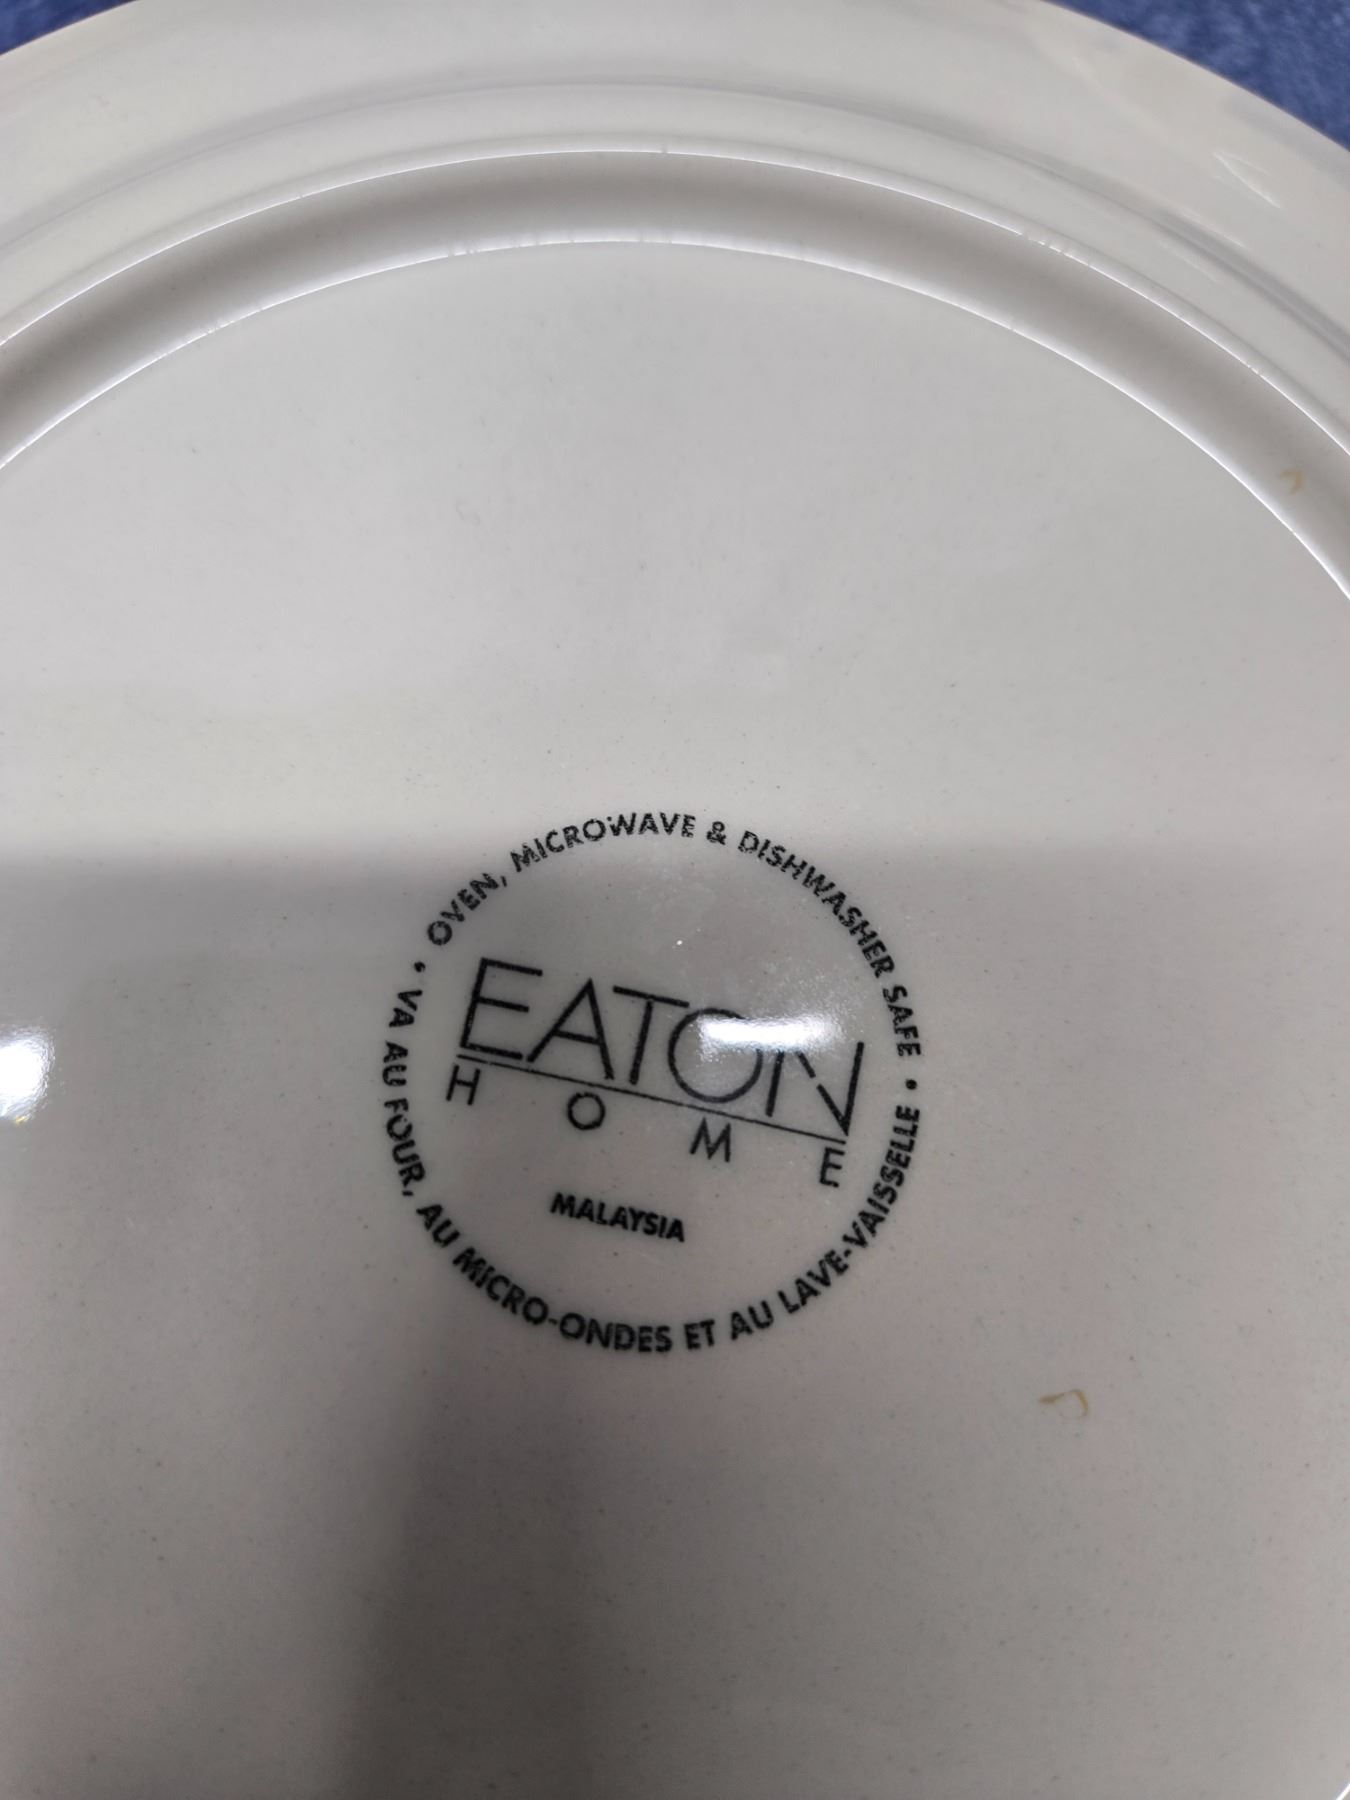 OVEN, MICROWAVE & DISHWASHER SAFE •
EATON
HOME
MALAYSIA
VA AU FOUR, AU MICRO-ONDES ET AU LAVE-VAISSELLE •